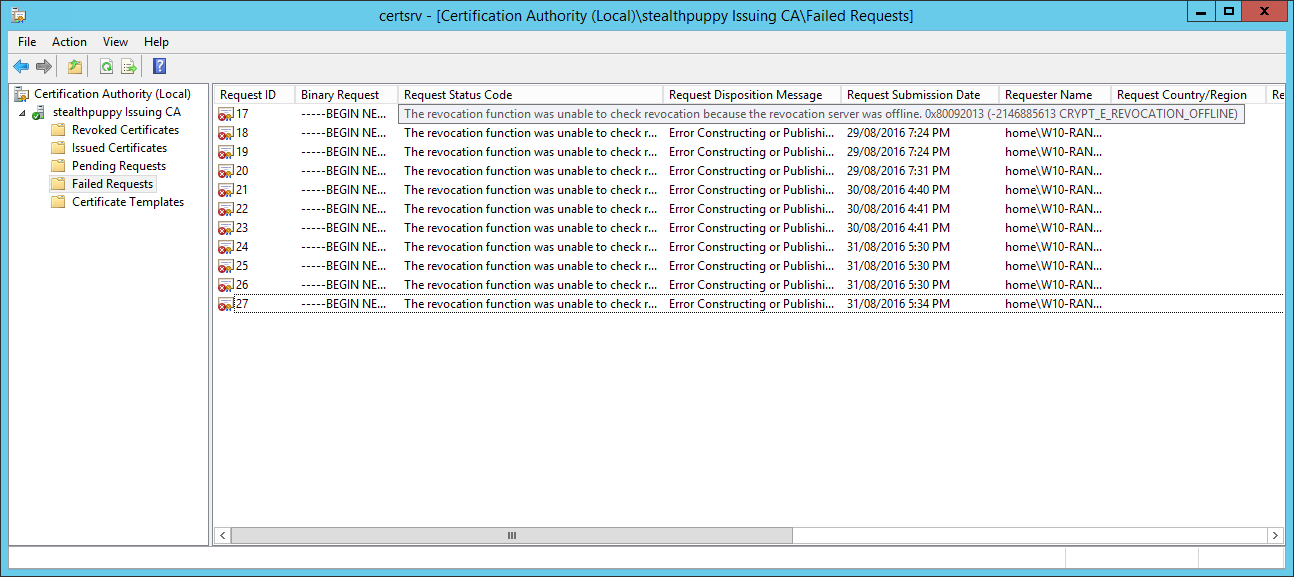 certsrv - [Certification Authority (Local)\stealthpuppy Issuing CA\Failed Requests]
File Action View Help
Certification Authority (Local)
stealthpuppy Issuing CA
Revoked Certificates
Issued Certificates
Pending Requests
Failed Requests
Certificate Templates
Request ID Binary Request Request Status Code Request Disposition Message Request Submission Date Requester Name Request Country/Region Re
17 -----BEGIN NE... The revocation function was unable to check revocation because the revocation server was offline. 0x80092013 (-2146885613 CRYPT_E_REVOCATION_OFFLINE)
18 -----BEGIN NE... The revocation function was unable to check r... Error Constructing or Publishi... 29/08/2016 7:24 PM home\W10-RAN...
19 -----BEGIN NE... The revocation function was unable to check r... Error Constructing or Publishi... 29/08/2016 7:24 PM home\W10-RAN...
20 -----BEGIN NE... The revocation function was unable to check r... Error Constructing or Publishi... 29/08/2016 7:31 PM home\W10-RAN...
21 -----BEGIN NE... The revocation function was unable to check r... Error Constructing or Publishi... 30/08/2016 4:40 PM home\W10-RAN...
22 -----BEGIN NE... The revocation function was unable to check r... Error Constructing or Publishi... 30/08/2016 4:41 PM home\W10-RAN...
23 -----BEGIN NE... The revocation function was unable to check r... Error Constructing or Publishi... 30/08/2016 4:41 PM home\W10-RAN...
24 -----BEGIN NE... The revocation function was unable to check r... Error Constructing or Publishi... 31/08/2016 5:30 PM home\W10-RAN...
25 -----BEGIN NE... The revocation function was unable to check r... Error Constructing or Publishi... 31/08/2016 5:30 PM home\W10-RAN...
26 -----BEGIN NE... The revocation function was unable to check r... Error Constructing or Publishi... 31/08/2016 5:30 PM home\W10-RAN...
27 -----BEGIN NE... The revocation function was unable to check r... Error Constructing or Publishi... 31/08/2016 5:34 PM home\W10-RAN...